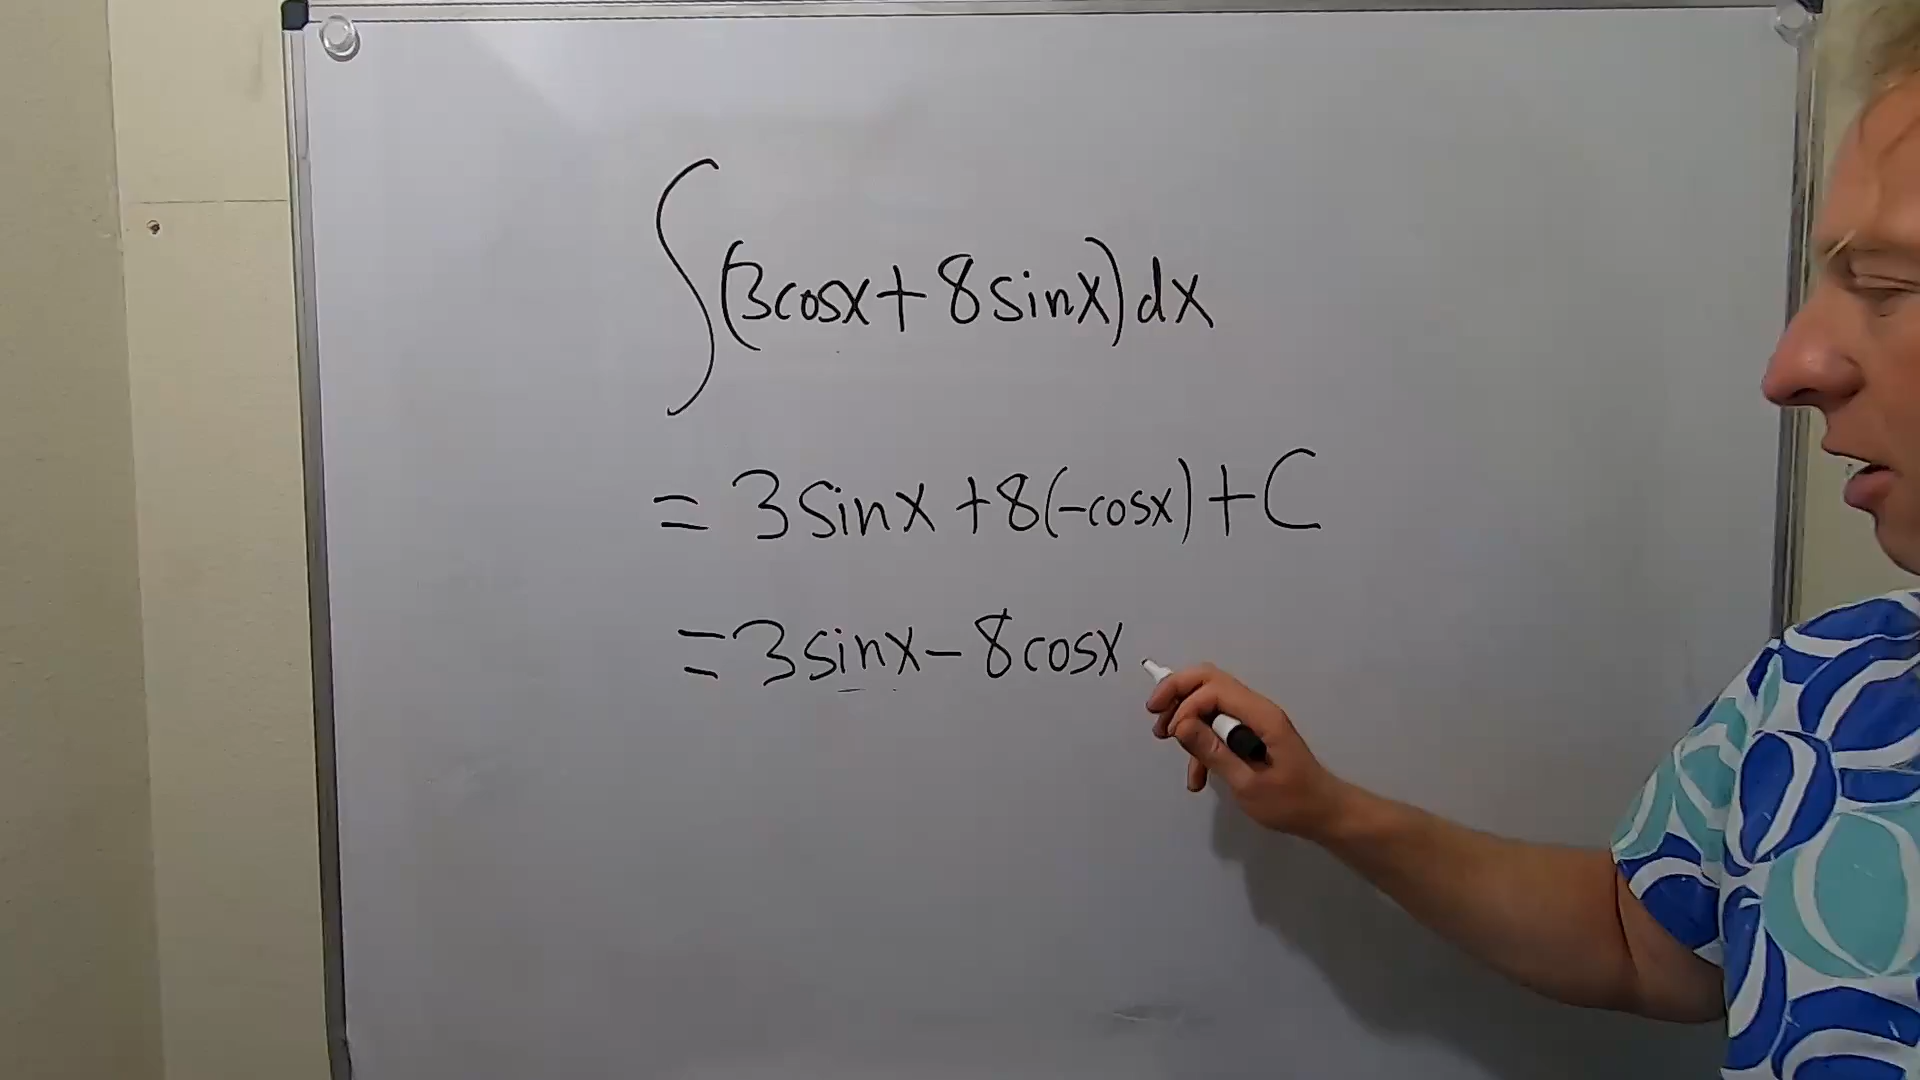 ∫(3cosx+8sinx)dx
= 3sinx+8(-cosx)+C
=3sinx-8cosx